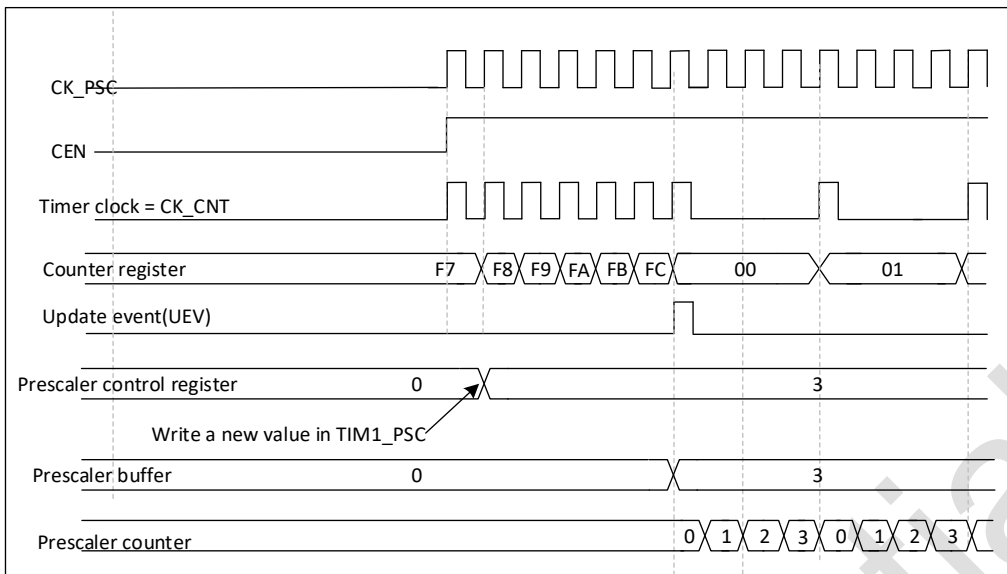 CK_PSC
CEN
Timer clock = CK_CNT
Counter register F7 F8 F9 FA FB FC 00 01
Update event(UEV)
Prescaler control register 0 3
Write a new value in TIM1_PSC
Prescaler buffer 0 3
Prescaler counter 0 1 2 3 0 1 2 3